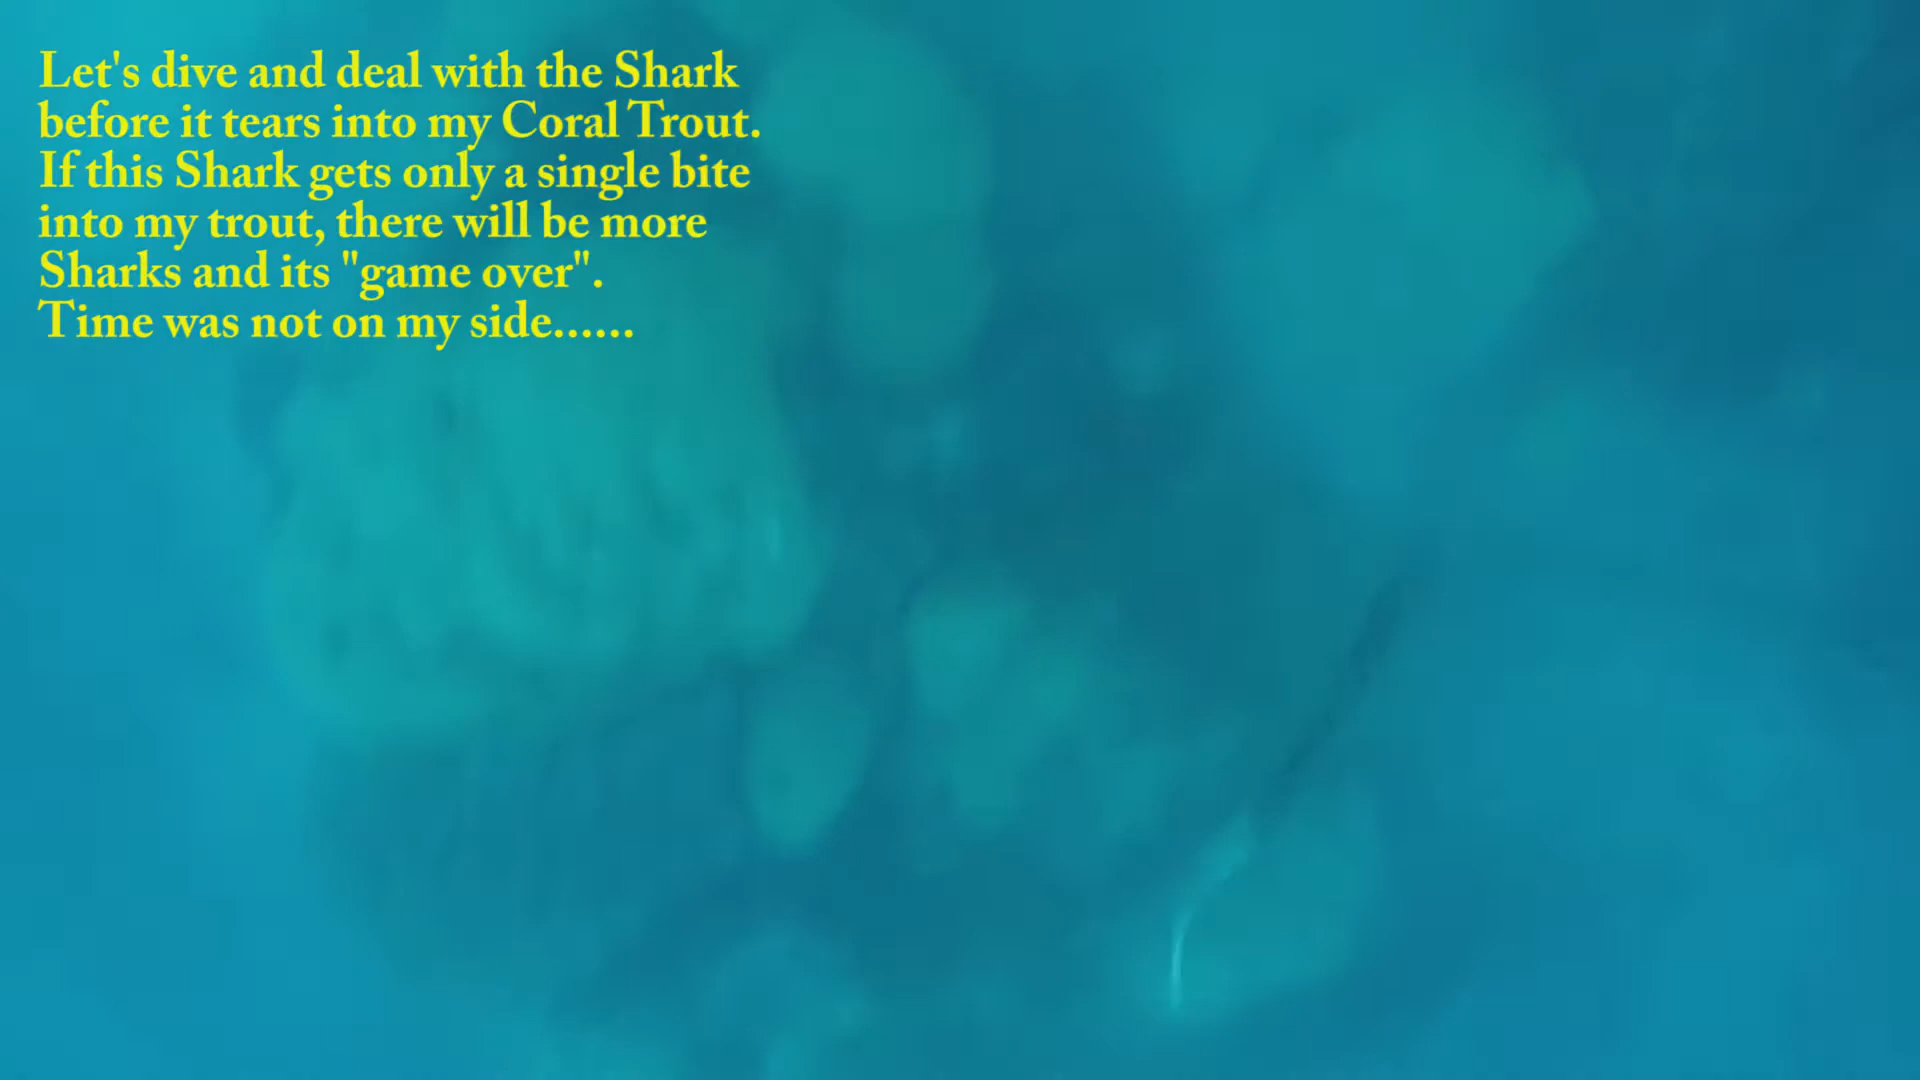 Let's dive and deal with the Shark
before it tears into my Coral Trout.
If this Shark gets only a single bite
into my trout, there will be more
Sharks and its "game over".
Time was not on my side......